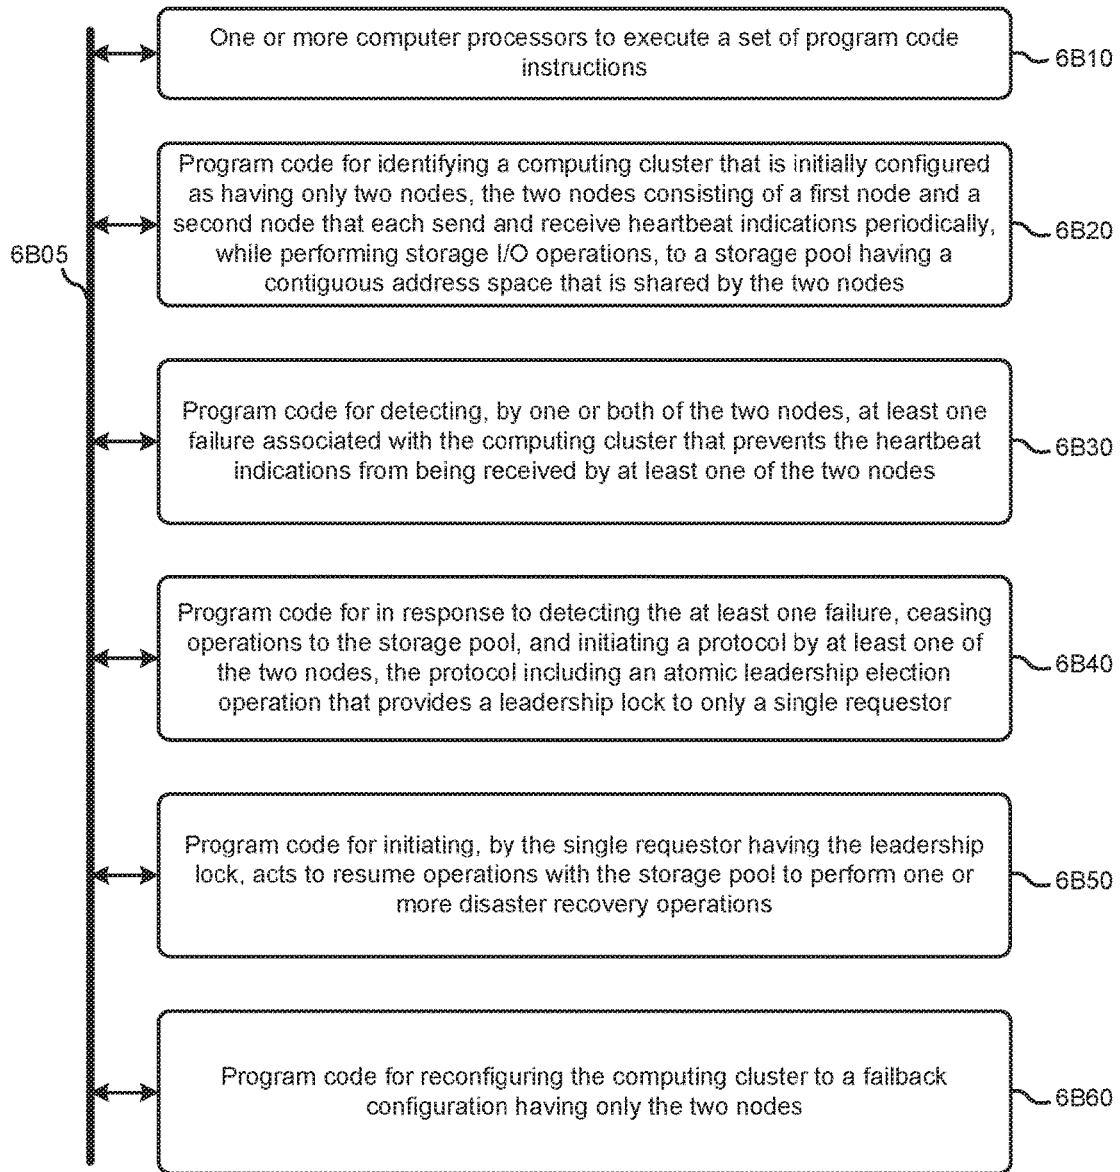 One or more computer processors to execute a set of program code
instructions
6B10
Program code for identifying a computing cluster that is initially configured
as having only two nodes, the two nodes consisting of a first node and a
second node that each send and receive heartbeat indications periodically,
while performing storage I/O operations, to a storage pool having a
contiguous address space that is shared by the two nodes
6B20
6B05
Program code for detecting, by one or both of the two nodes, at least one
failure associated with the computing cluster that prevents the heartbeat
indications from being received by at least one of the two nodes
6B30
Program code for in response to detecting the at least one failure, ceasing
operations to the storage pool, and initiating a protocol by at least one of
the two nodes, the protocol including an atomic leadership election
operation that provides a leadership lock to only a single requestor
6B40
Program code for initiating, by the single requestor having the leadership
lock, acts to resume operations with the storage pool to perform one or
more disaster recovery operations
6B50
Program code for reconfiguring the computing cluster to a failback
configuration having only the two nodes
6B60